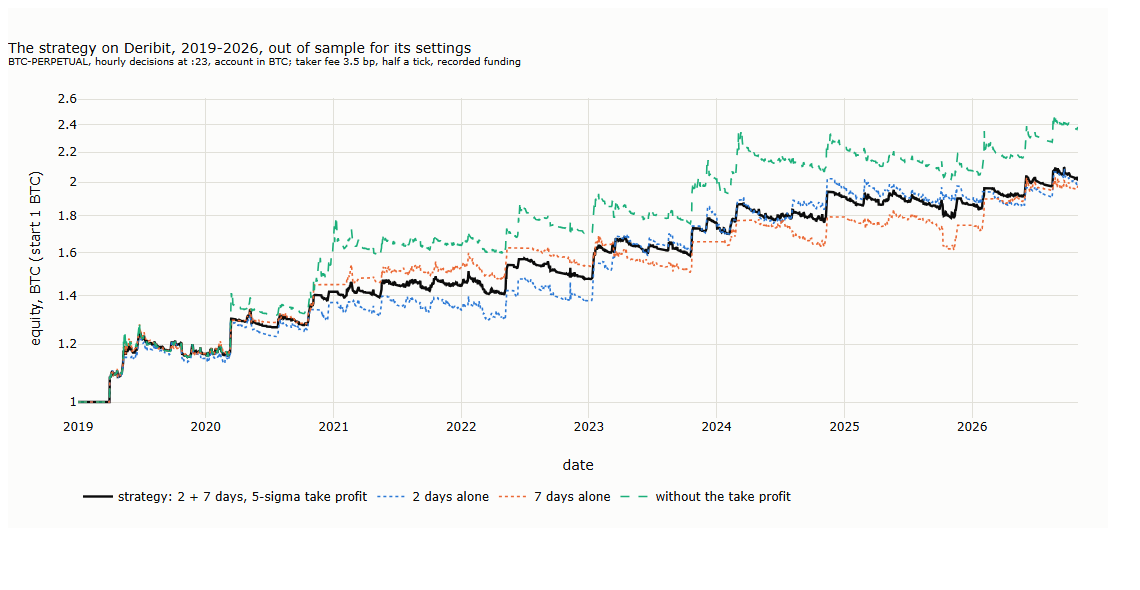 The strategy on Deribit, 2019-2026, out of sample for its settings
BTC-PERPETUAL, hourly decisions at :23, account in BTC; taker fee 3.5 bp, half a tick, recorded funding
equity, BTC (start 1 BTC)
2.6
2.4
2.2
2
1.8
1.6
1.4
1.2
1
2019 2020 2021 2022 2023 2024 2025 2026
date
strategy: 2 + 7 days, 5-sigma take profit 2 days alone 7 days alone without the take profit